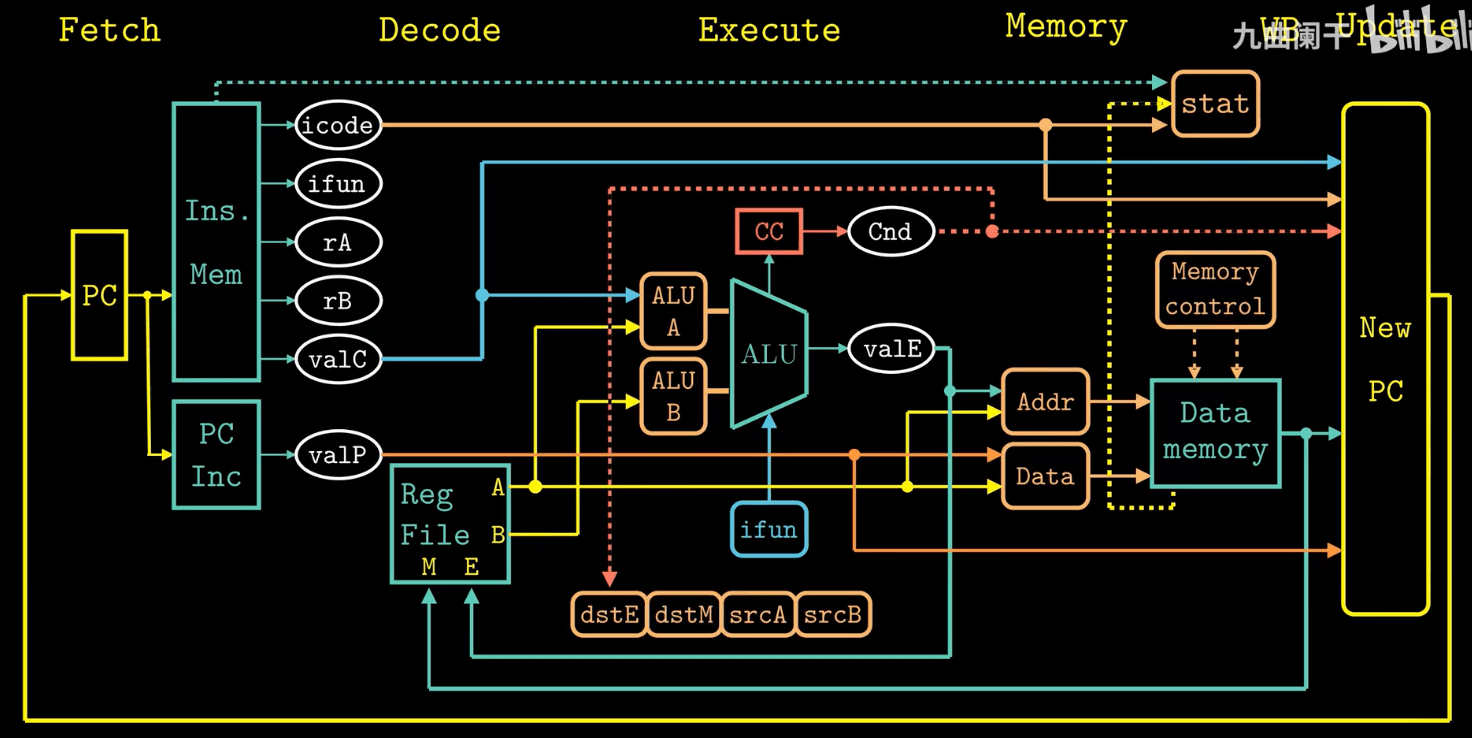 Fetch
Decode
Execute
Memory
WB
Update
九曲阑干
bilibili
stat
icode
ifun
rA
rB
valC
Ins.
Mem
PC
PC
Inc
valP
CC
Cnd
ALU
A
ALU
B
ALU
valE
ifun
Reg
File
A
B
M
E
dstE
dstM
srcA
srcB
Memory
control
Addr
Data
Data
memory
New
PC